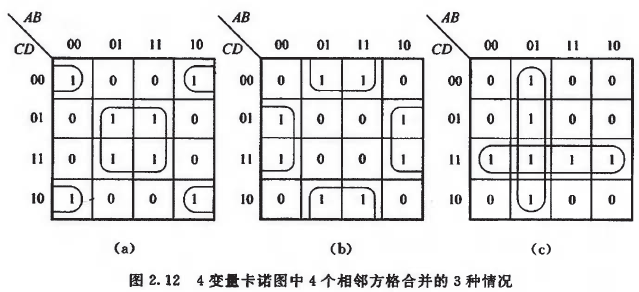 AB AB AB
CD 00 01 11 10 CD 00 01 11 10 CD 00 01 11 10
00 1 0 0 1 00 0 1 1 0 00 0 1 0 0
01 0 1 1 0 01 1 0 0 1 01 0 1 0 0
11 0 1 1 0 11 1 0 0 1 11 1 1 1 1
10 1 0 0 1 10 0 1 1 0 10 0 1 0 0
(a) (b) (c)
图 2.12 4 变量卡诺图中 4 个相邻方格合并的 3 种情况